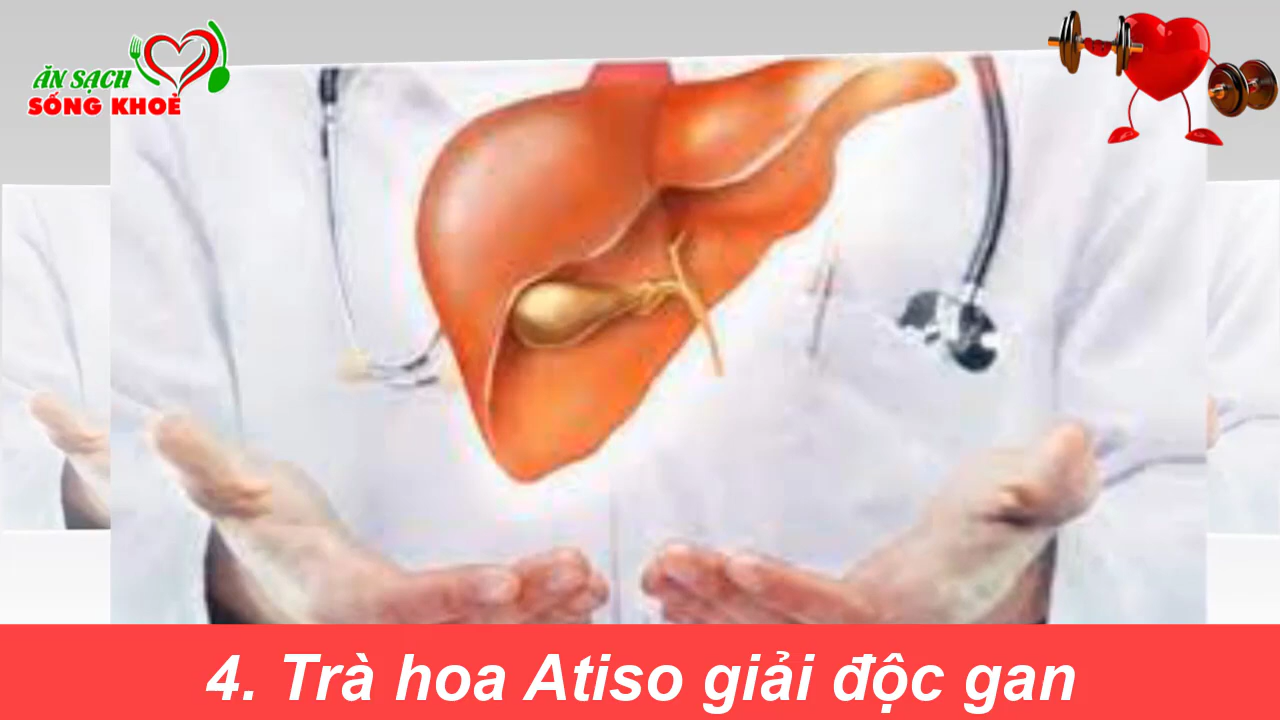 ĂN SẠCH
SỐNG KHOẺ
4. Trà hoa Atiso giải độc gan